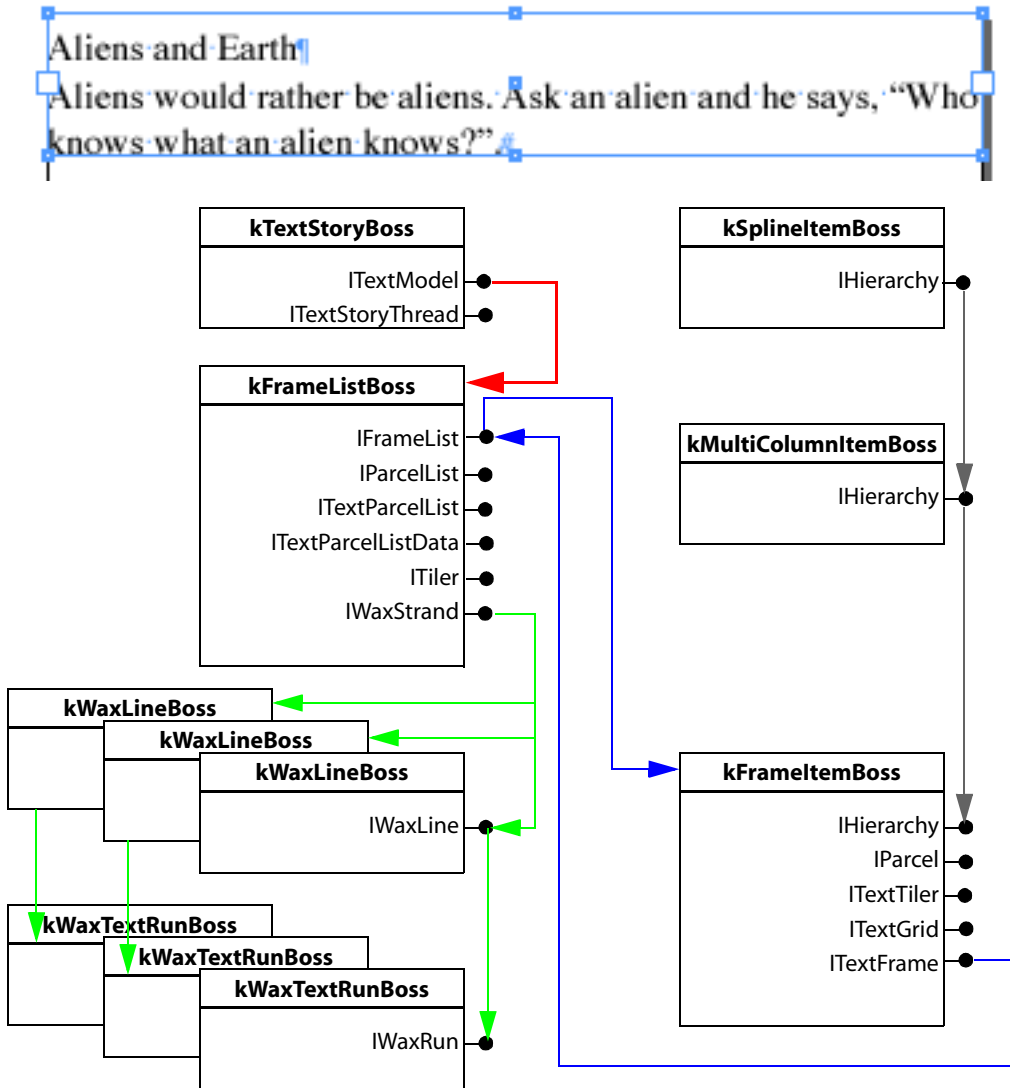 Aliens and Earth¶
Aliens would rather be aliens. Ask an alien and he says, “Who
knows what an alien knows?”#
kTextStoryBoss
ITextModel
ITextStoryThread
kSplineItemBoss
IHierarchy
kFrameListBoss
IFrameList
IParcelList
ITextParcelList
ITextParcelListData
ITiler
IWaxStrand
kMultiColumnItemBoss
IHierarchy
kWaxLineBoss
kWaxLineBoss
kWaxLineBoss
IWaxLine
kFrameItemBoss
IHierarchy
IParcel
ITextTiler
ITextGrid
ITextFrame
kWaxTextRunBoss
kWaxTextRunBoss
kWaxTextRunBoss
IWaxRun